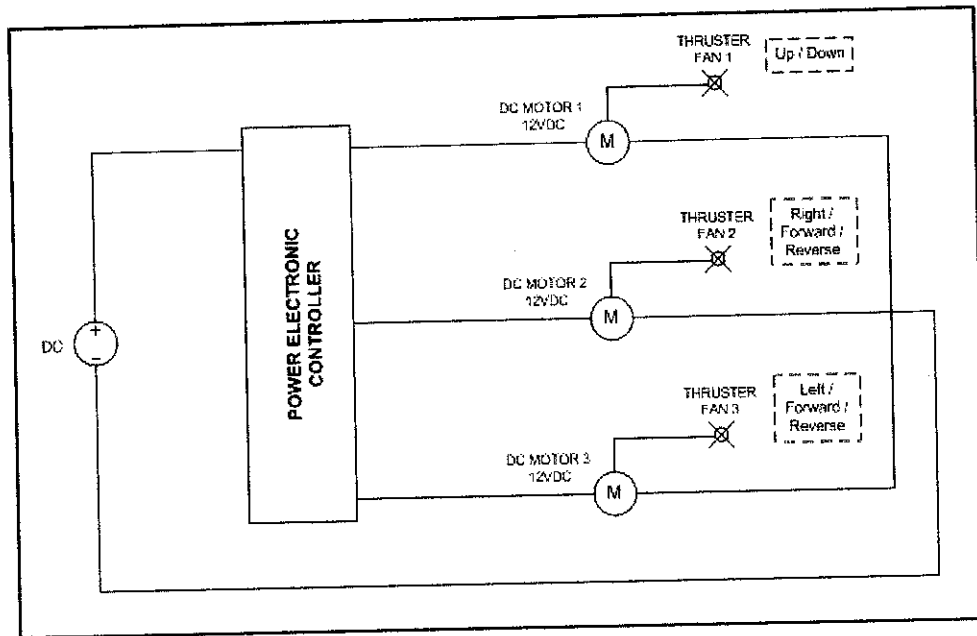 THRUSTER
FAN 1
Up / Down
DC MOTOR 1
12VDC
M
THRUSTER
FAN 2
Right /
Forward /
Reverse
DC MOTOR 2
12VDC
M
POWER ELECTRONIC
CONTROLLER
DC
+
−
THRUSTER
FAN 3
Left /
Forward /
Reverse
DC MOTOR 3
12VDC
M